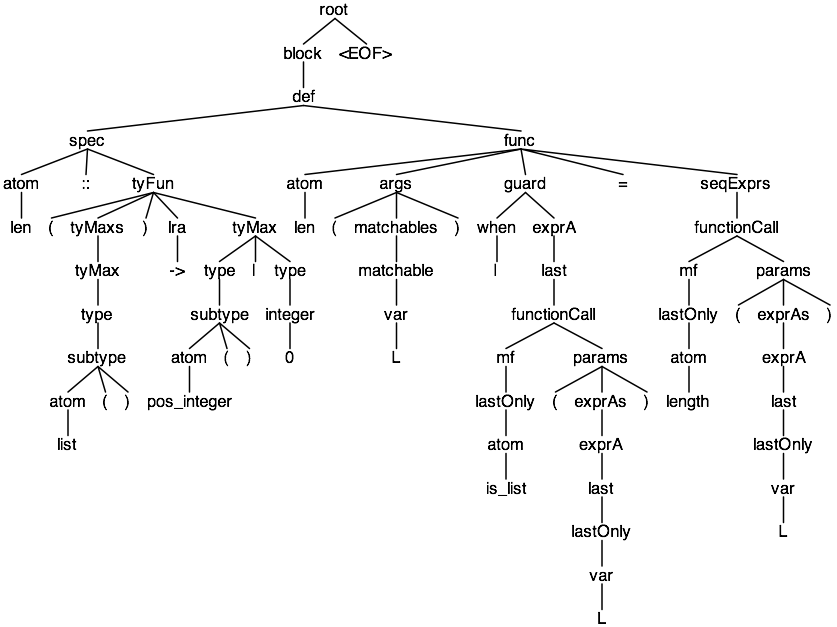 root
block <EOF>
def
spec func
atom :: tyFun atom args guard = seqExprs
len ( tyMaxs ) lra tyMax len ( matchables ) when exprA functionCall
tyMax -> type | type matchable | last mf params
type subtype integer var functionCall lastOnly ( exprAs )
subtype atom ( ) 0 L mf params atom exprA
atom ( ) pos_integer lastOnly ( exprAs ) length last
list atom exprA lastOnly
is_list last var
lastOnly L
var
L